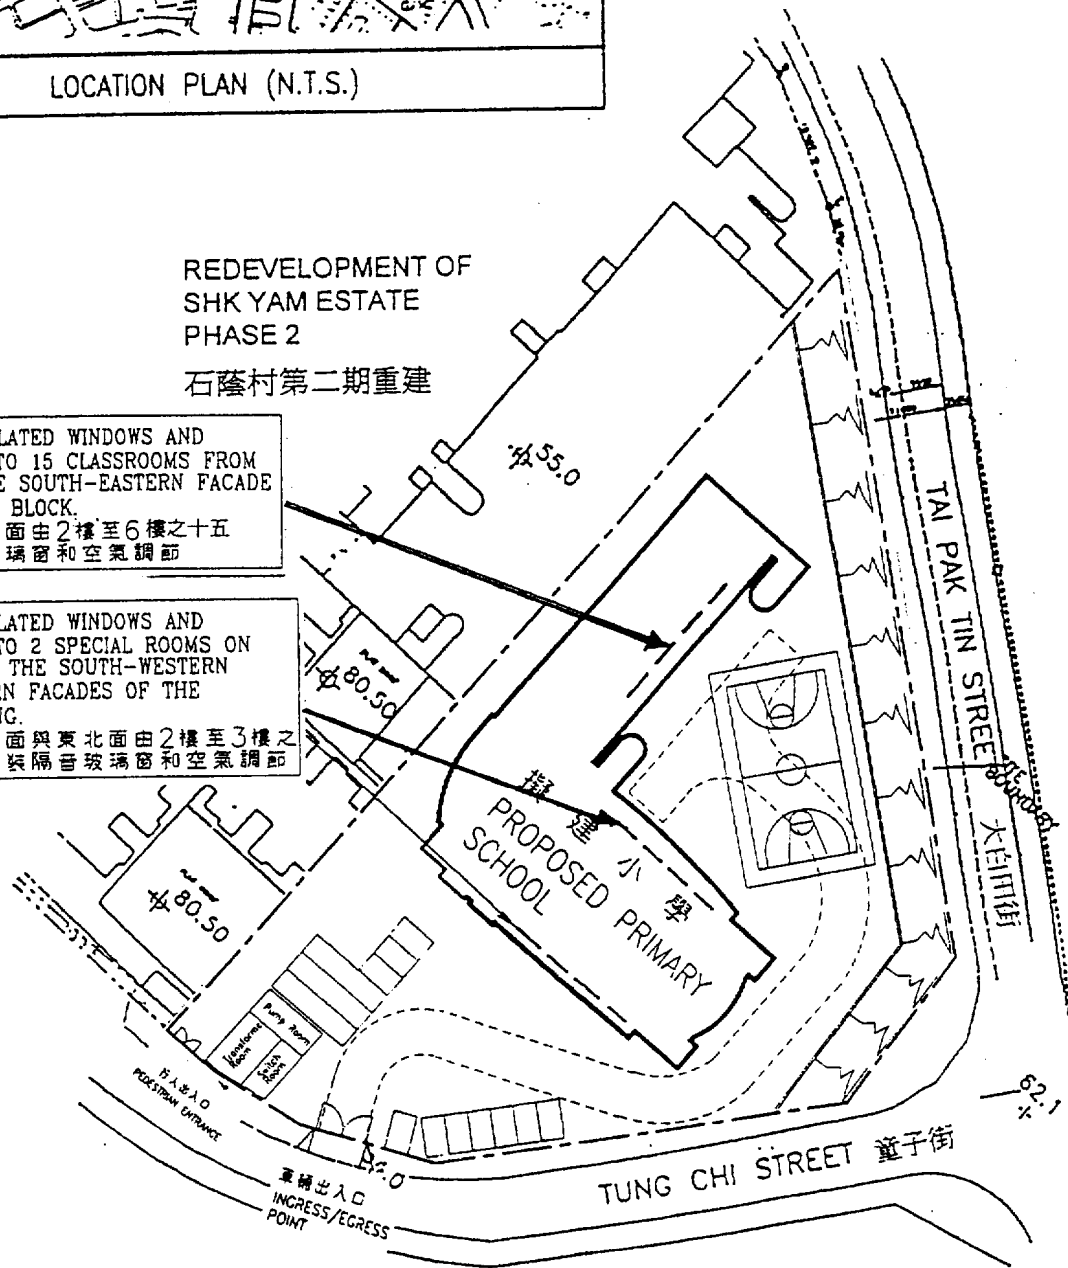 LOCATION PLAN (N.T.S.)
REDEVELOPMENT OF
SHK YAM ESTATE
PHASE 2
石蔭村第二期重建
LATED WINDOWS AND
TO 15 CLASSROOMS FROM
E SOUTH-EASTERN FACADE
BLOCK.
面由2樓至6樓之十五
璃窗和空氣調節
LATED WINDOWS AND
TO 2 SPECIAL ROOMS ON
THE SOUTH-WESTERN
RN FACADES OF THE
NG.
面與東北面由2樓至3樓之
裝隔音玻璃窗和空氣調節
55.0
80.50
80.50
擬建小學
PROPOSED PRIMARY
SCHOOL
TAI PAK TIN STREET
大白田街
SITE
BOUNDARY
Pump Room
Transforme
Room
Switch
Room
行人出入口
PEDESTRIAN ENTRANCE
車輛出入口
INGRESS/EGRESS
POINT
TUNG CHI STREET 童子街
62.1